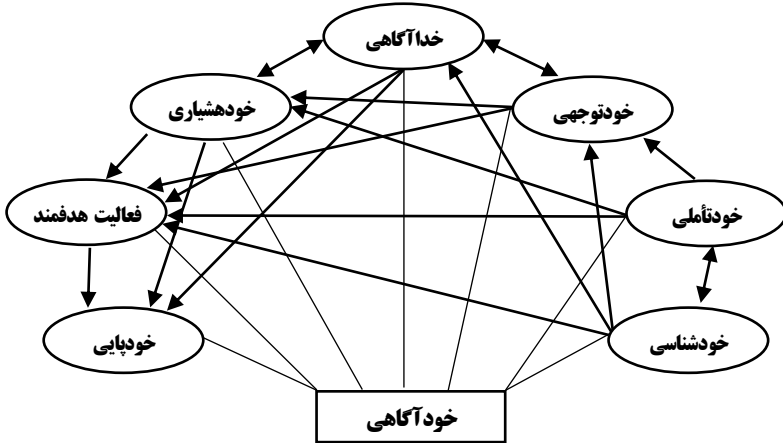 خداآگاهی
خودتوجهی
خودهشیاری
خودتأملی
فعالیت هدفمند
خودشناسی
خودپایی
خودآگاهی